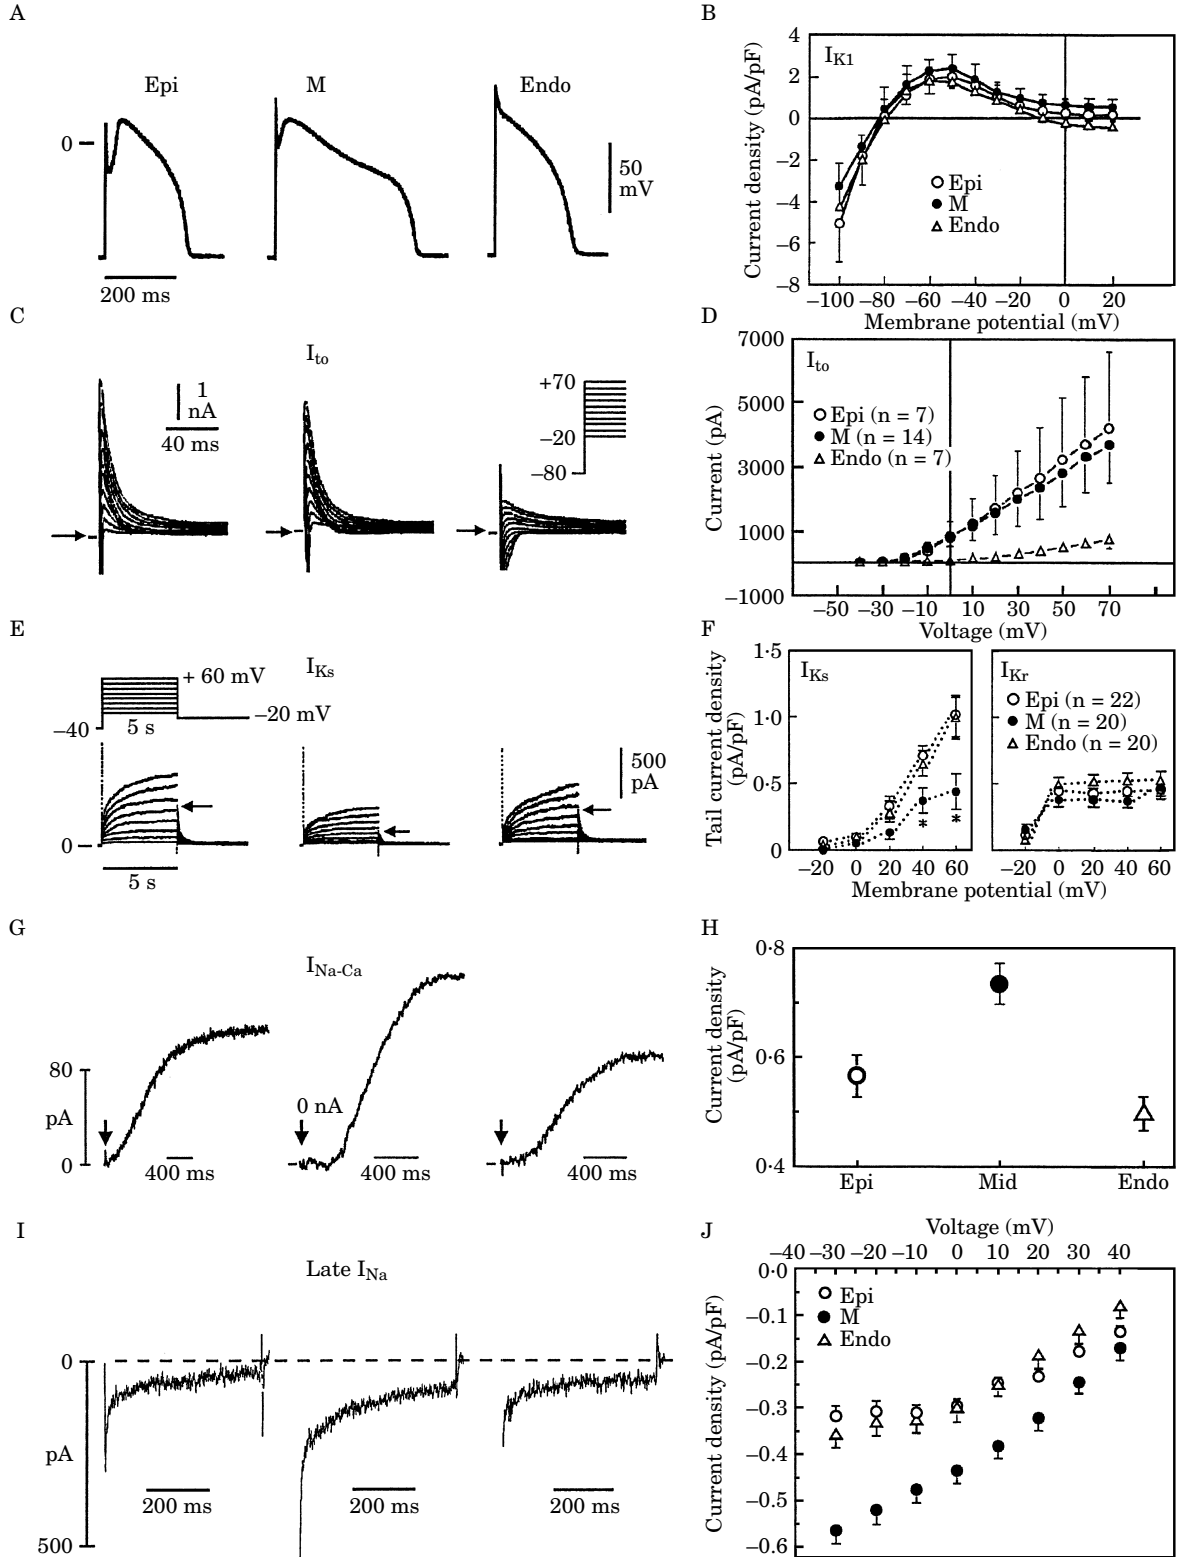 A
Epi
M
Endo
0
50
mV
200 ms
B
Current density (pA/pF)
4
2
0
−2
−4
−6
−8
I_K1
Epi
M
Endo
−100 −80 −60 −40 −20 0 20
Membrane potential (mV)
C
I_to
1
nA
40 ms
+70
−20
−80
D
Current (pA)
7000
5000
3000
1000
−1000
I_to
Epi (n = 7)
M (n = 14)
Endo (n = 7)
−50 −30 −10 10 30 50 70
Voltage (mV)
E
I_Ks
+ 60 mV
−20 mV
−40
5 s
500
pA
0
5 s
F
Tail current density
(pA/pF)
1·5
1·0
0·5
0
I_Ks
* *
−20 0 20 40 60
I_Kr
Epi (n = 22)
M (n = 20)
Endo (n = 20)
−20 0 20 40 60
Membrane potential (mV)
G
I_Na-Ca
80
pA
0
0 nA
400 ms
400 ms
400 ms
H
Current density
(pA/pF)
0·8
0·6
0·4
Epi
Mid
Endo
I
Late I_Na
0
pA
500
200 ms
200 ms
200 ms
J
Voltage (mV)
−40 −30 −20 −10 0 10 20 30 40
Current density (pA/pF)
0·0
−0.1
−0.2
−0.3
−0.4
−0.5
−0.6
Epi
M
Endo